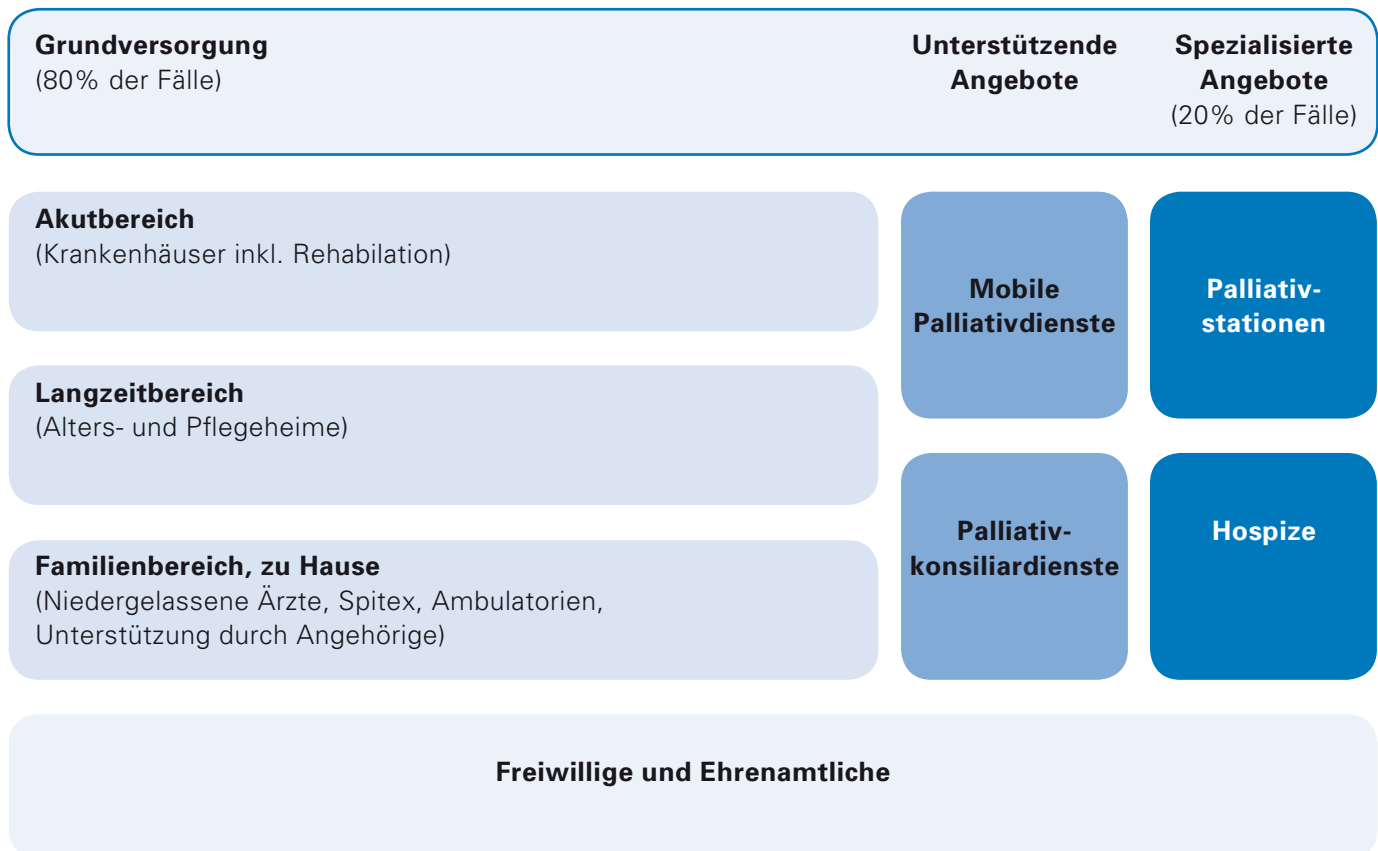 Grundversorgung
(80% der Fälle)
Unterstützende
Angebote
Spezialisierte
Angebote
(20% der Fälle)
Akutbereich
(Krankenhäuser inkl. Rehabilation)
Langzeitbereich
(Alters- und Pflegeheime)
Familienbereich, zu Hause
(Niedergelassene Ärzte, Spitex, Ambulatorien,
Unterstützung durch Angehörige)
Mobile
Palliativdienste
Palliativ-
konsiliardienste
Palliativ-
stationen
Hospize
Freiwillige und Ehrenamtliche